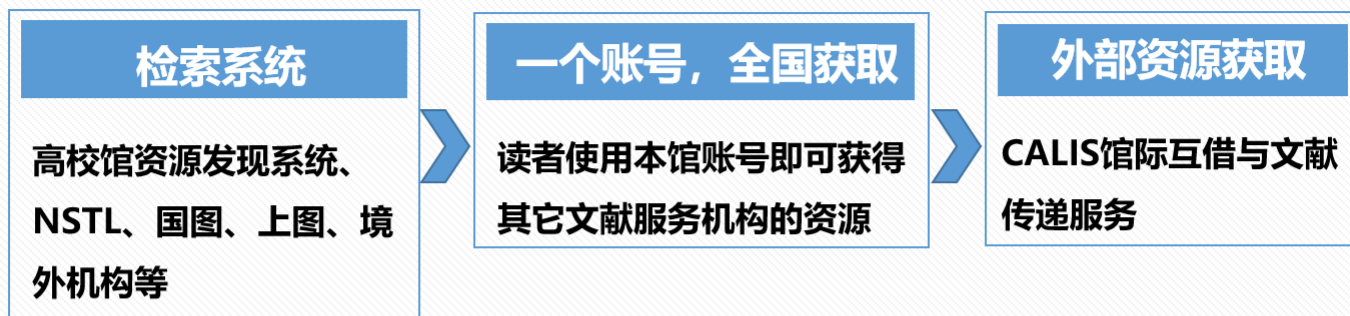 检索系统
高校馆资源发现系统、
NSTL、国图、上图、境
外机构等
一个账号，全国获取
读者使用本馆账号即可获得
其它文献服务机构的资源
外部资源获取
CALIS馆际互借与文献
传递服务